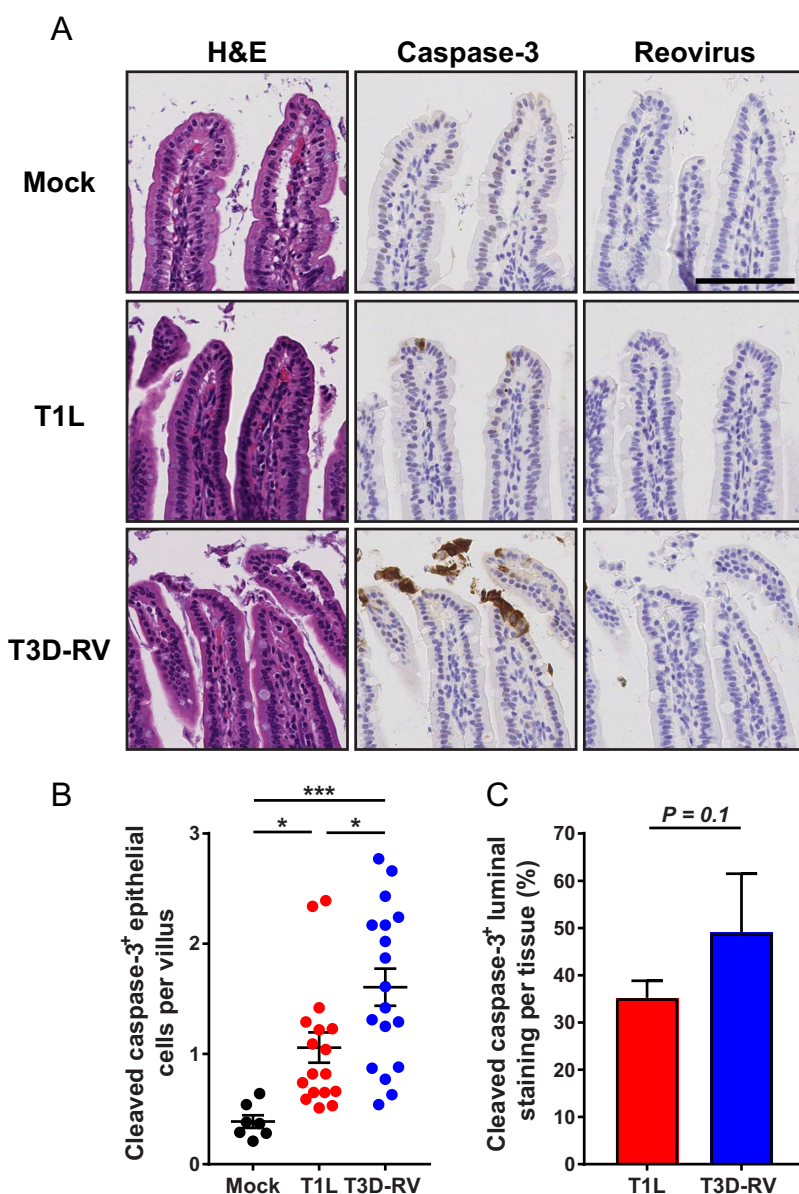 A
H&E
Caspase-3
Reovirus
Mock
T1L
T3D-RV
B
***
*
*
Cleaved caspase-3+ epithelial
cells per villus
3
2
1
0
Mock
T1L
T3D-RV
C
P = 0.1
Cleaved caspase-3+ luminal
staining per tissue (%)
70
60
50
40
30
20
10
0
T1L
T3D-RV